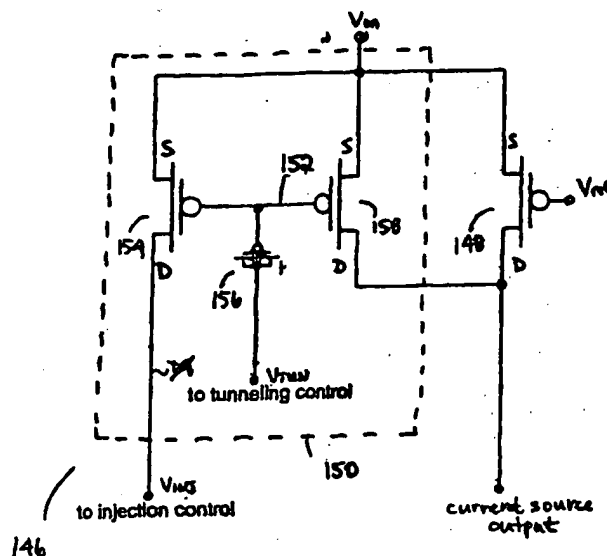 VDD
S
152
S
S
154
158
148
D
156
D
D
VTUN
to tunneling control
150
VINJ
to injection control
current source
output
146